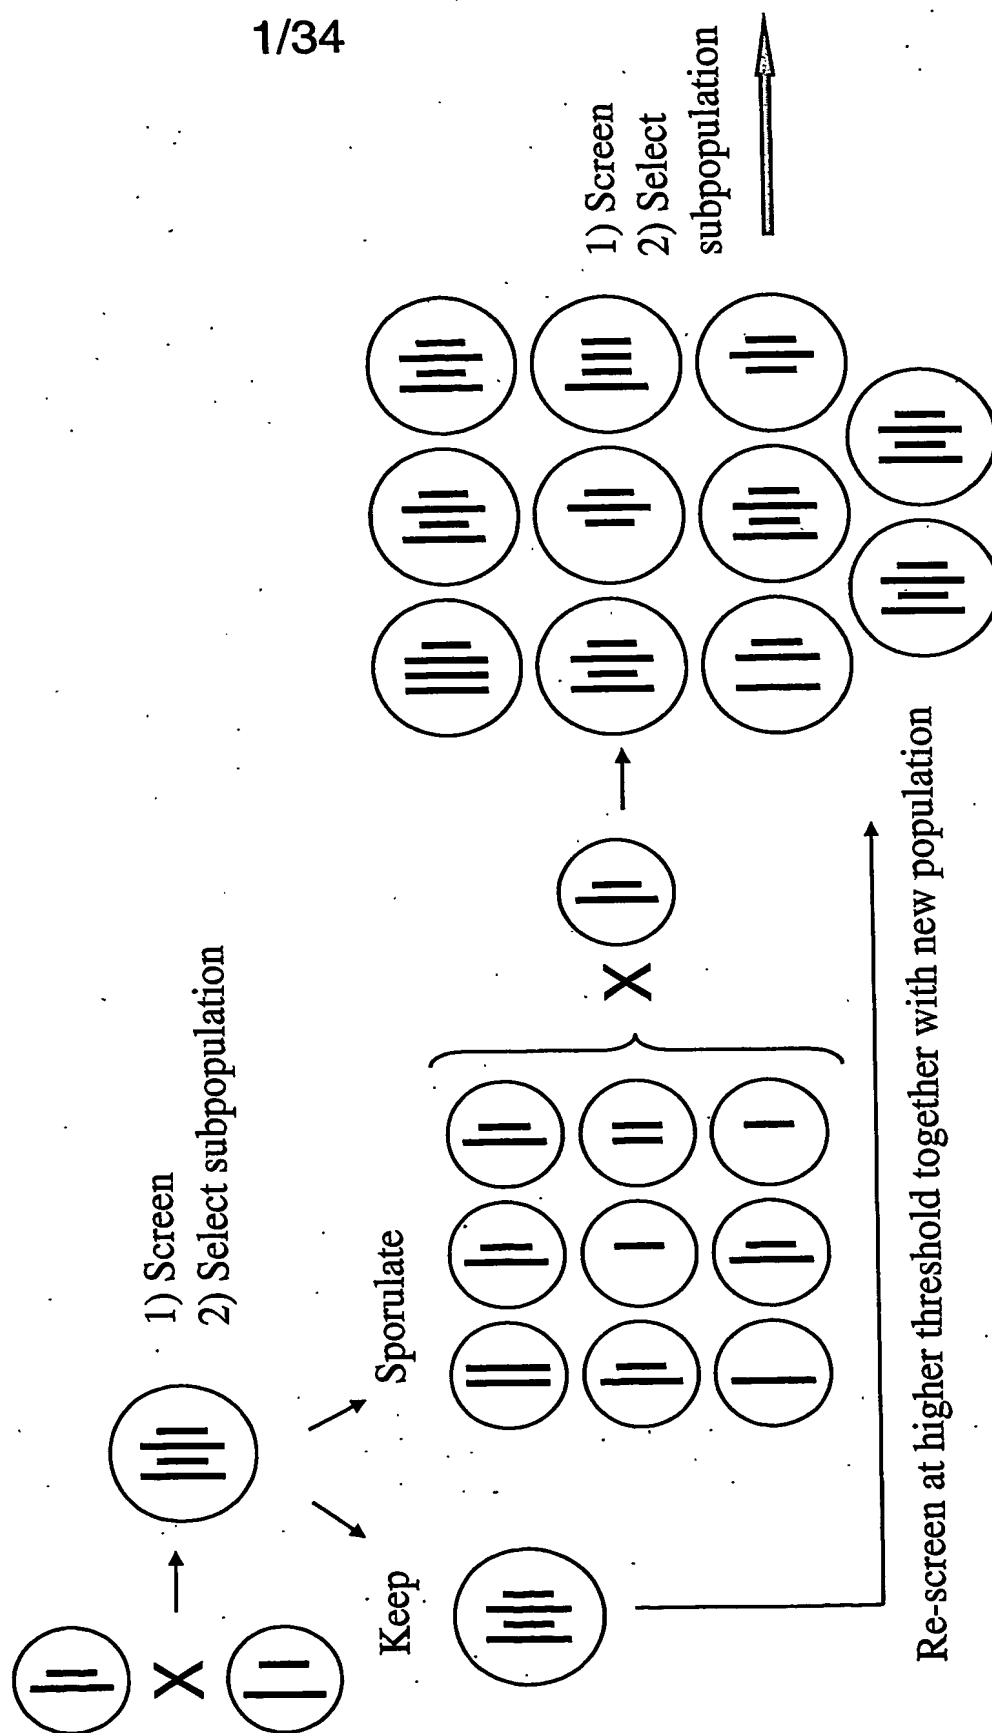 1/34
X
1) Screen
2) Select subpopulation
Keep
Sporulate
X
1) Screen
2) Select
subpopulation
Re-screen at higher threshold together with new population